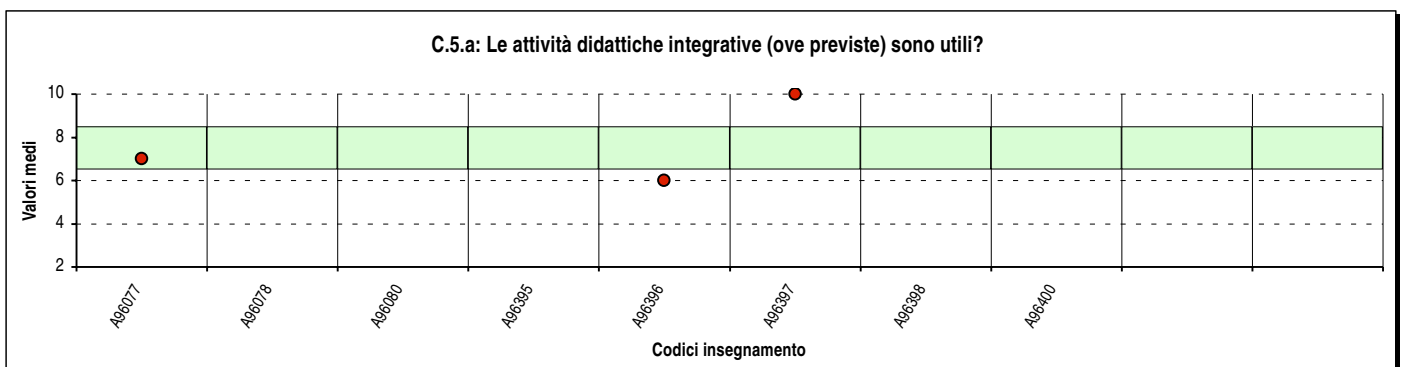 C.5.a: Le attività didattiche integrative (ove previste) sono utili?
10
8
6
4
2
Valori medi
A96077
A96078
A96080
A96395
A96396
A96397
A96398
A96400
Codici insegnamento